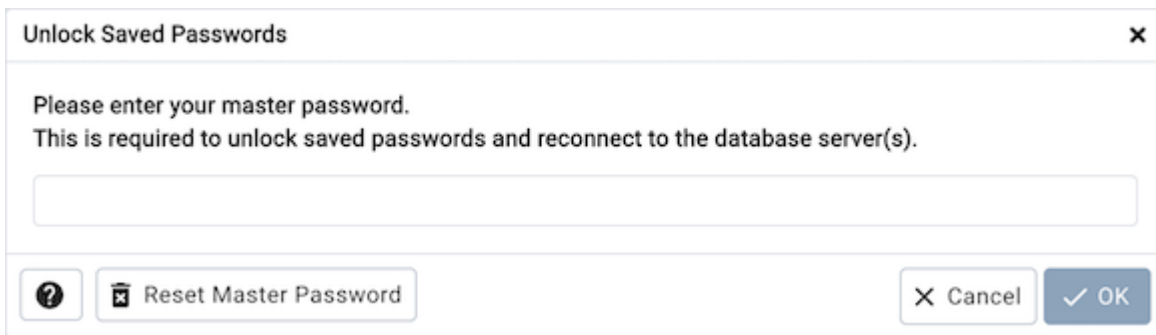 Unlock Saved Passwords
Please enter your master password.
This is required to unlock saved passwords and reconnect to the database server(s).
Reset Master Password
Cancel
OK